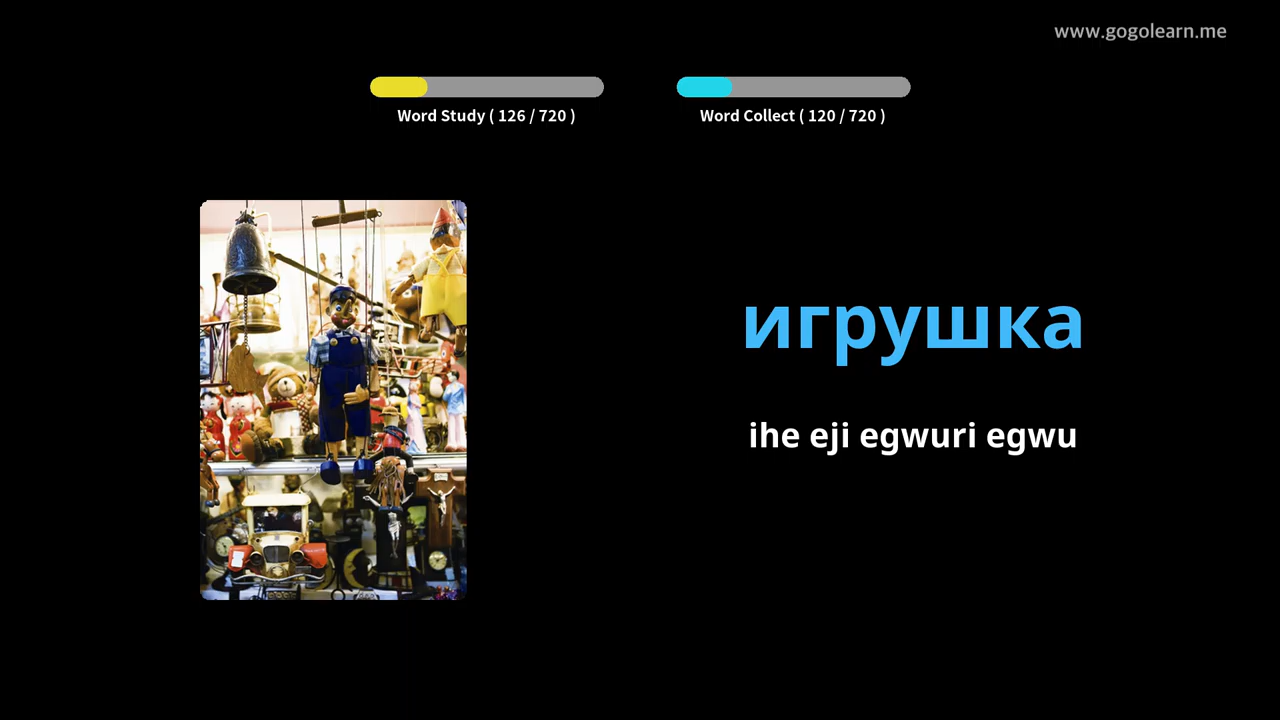 www.gogolearn.me
Word Study ( 126 / 720 )
Word Collect ( 120 / 720 )
игрушка
ihe eji egwuri egwu